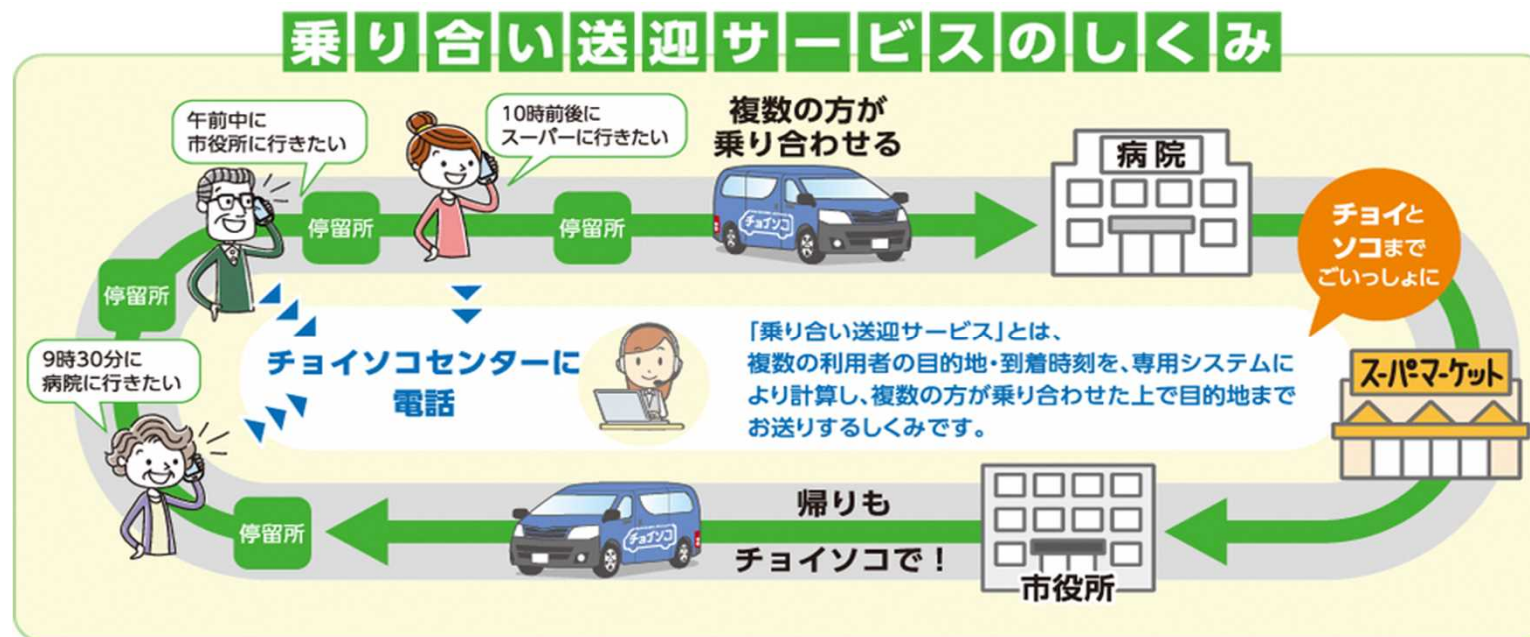 乗り合い送迎サービスのしくみ
午前中に
市役所に行きたい
10時前後に
スーパーに行きたい
複数の方が
乗り合わせる
病院
チョイと
ソコまで
ごいっしょに
停留所
停留所
停留所
チョイソコ
9時30分に
病院に行きたい
チョイソコセンターに
電話
「乗り合い送迎サービス」とは、
複数の利用者の目的地・到着時刻を、専用システムに
より計算し、複数の方が乗り合わせた上で目的地まで
お送りするしくみです。
スーパーマーケット
停留所
チョイソコ
帰りも
チョイソコで！
市役所